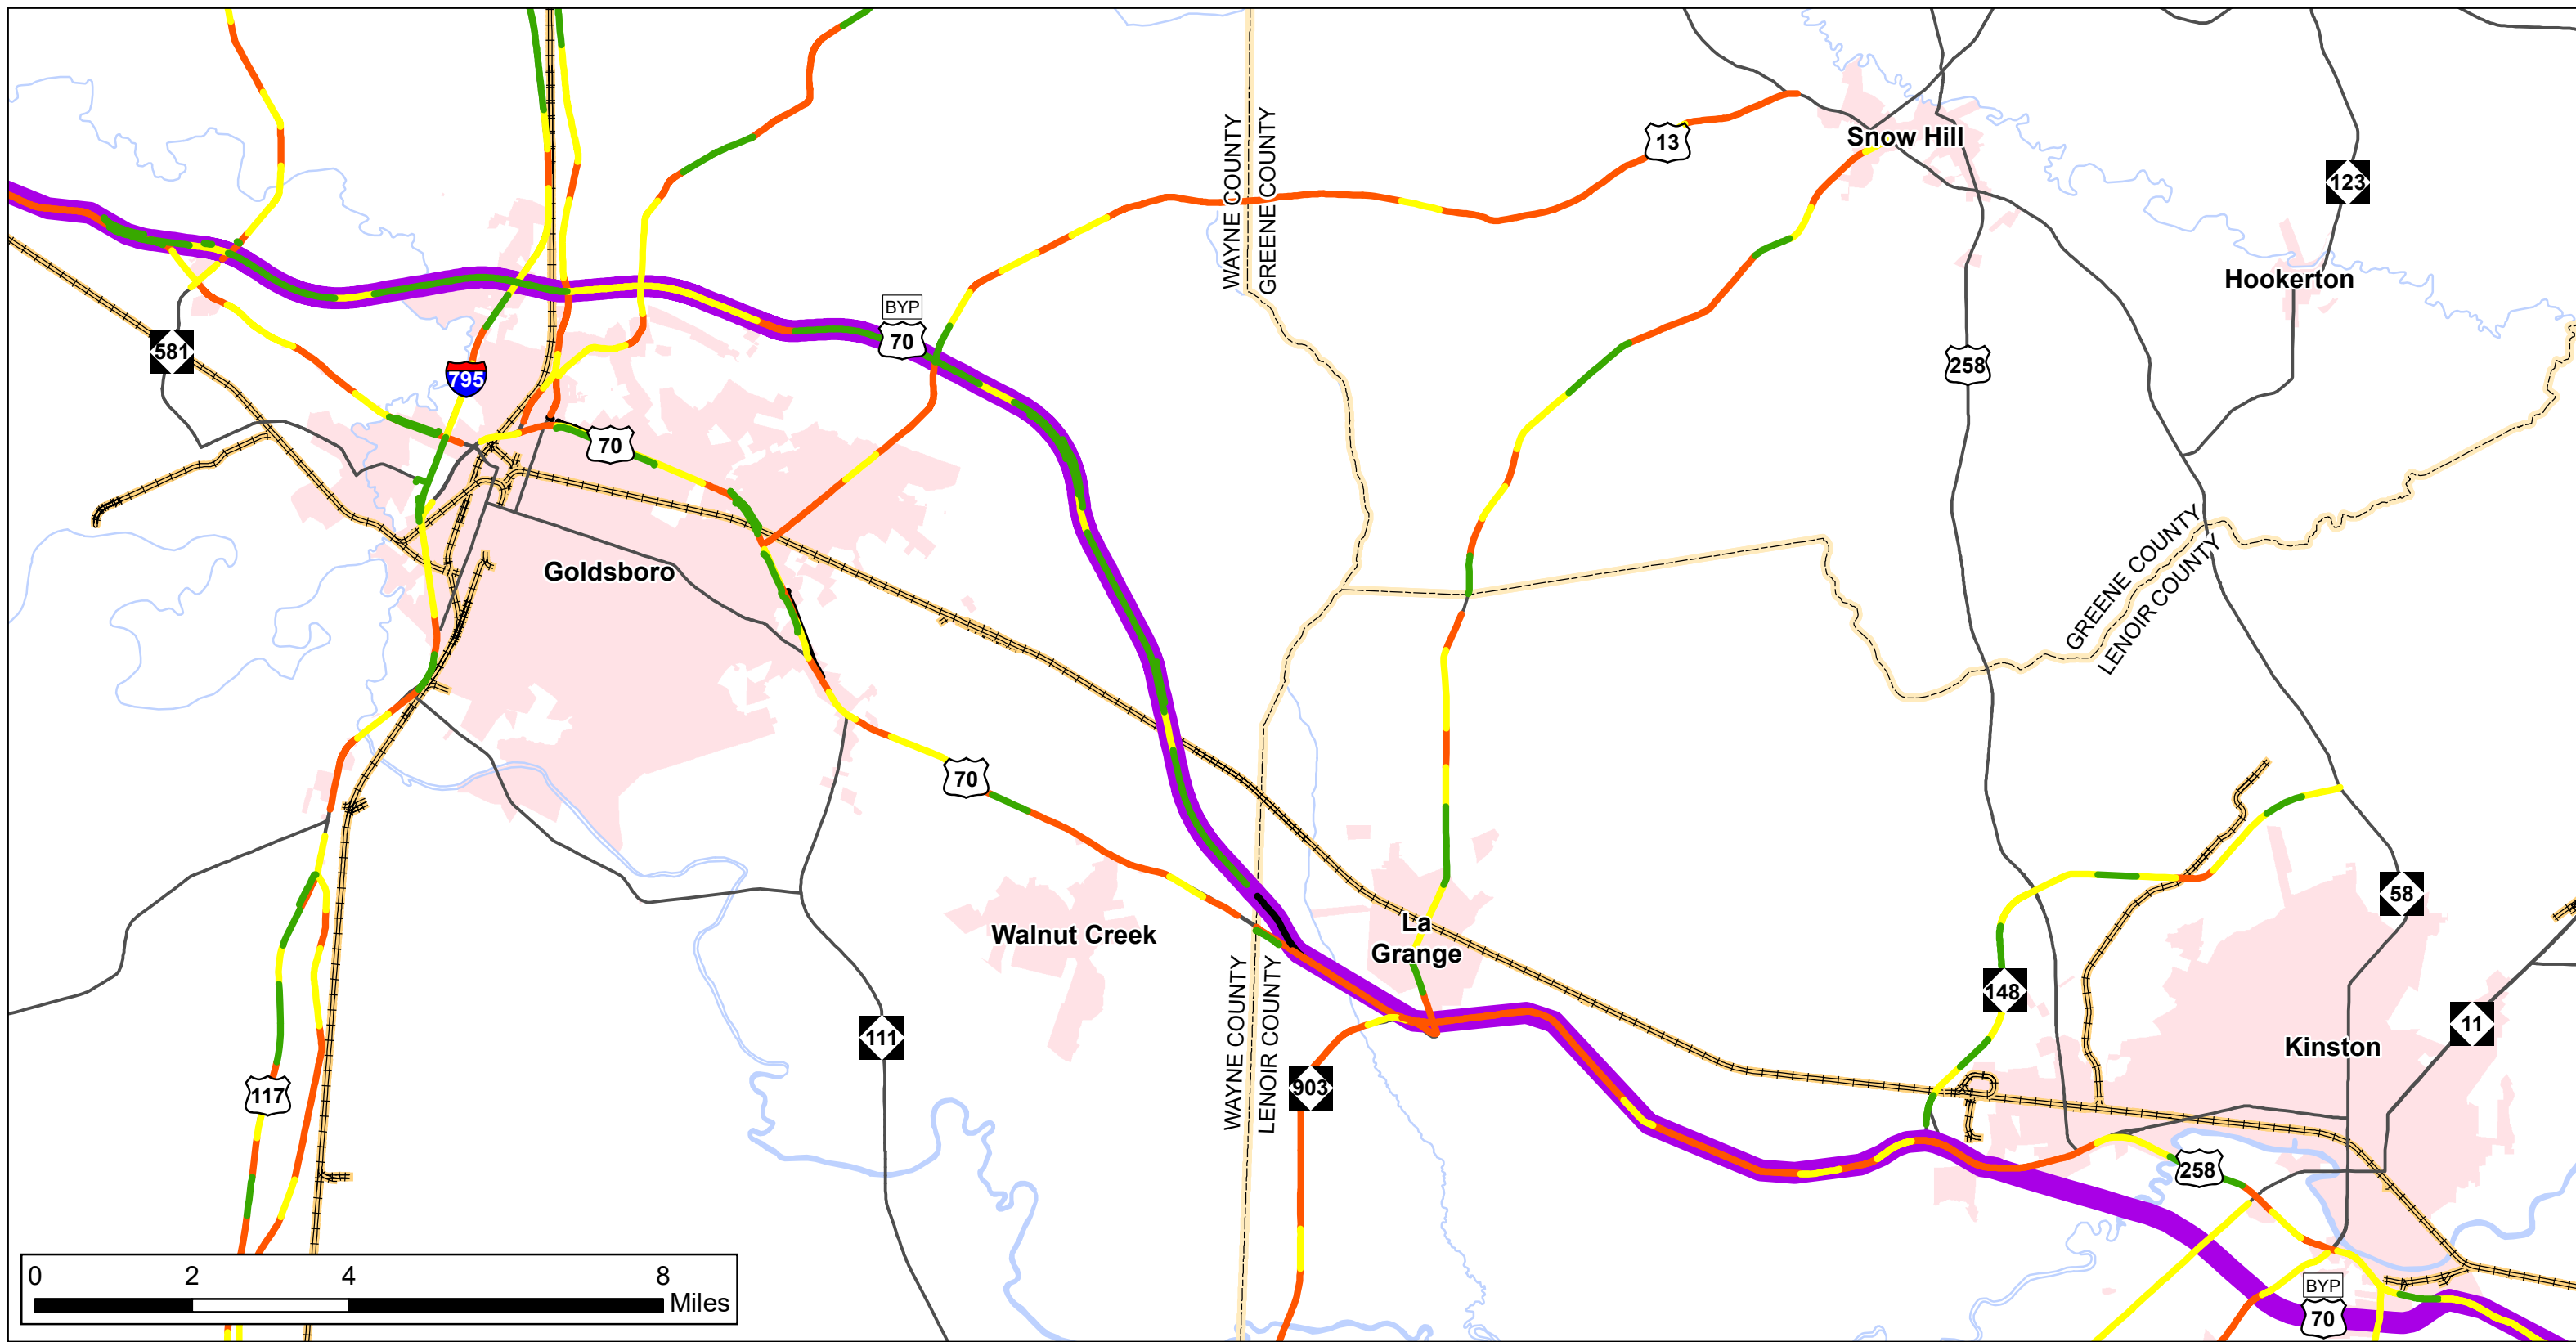 WAYNE COUNTY
GREENE COUNTY
13
Snow Hill
123
Hookerton
BYP
70
581
795
258
70
Goldsboro
GREENE COUNTY
LENOIR COUNTY
70
La
Grange
Walnut Creek
58
148
WAYNE COUNTY
LENOIR COUNTY
111
903
11
Kinston
117
258
BYP
70
0 2 4 8
Miles